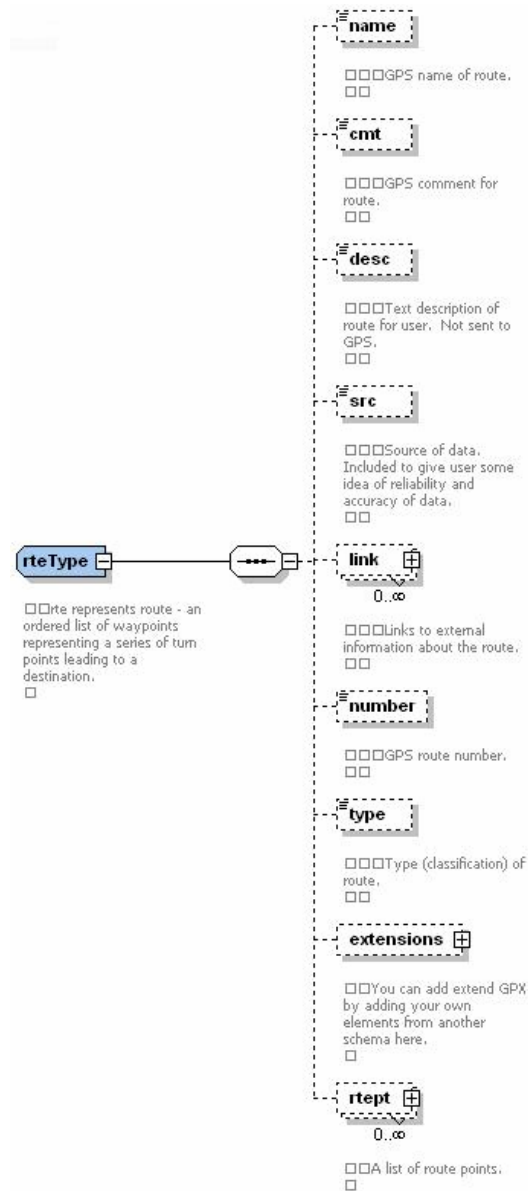 name
□□□GPS name of route.
□□
cmt
□□□GPS comment for
route.
□□
desc
□□□Text description of
route for user.  Not sent to
GPS.
□□
src
□□□Source of data.
Included to give user some
idea of reliability and
accuracy of data.
□□
rteType
□□rte represents route - an
ordered list of waypoints
representing a series of turn
points leading to a
destination.
□
link
0..∞
□□□Links to external
information about the route.
□□
number
□□□GPS route number.
□□
type
□□□Type (classification) of
route.
□□
extensions
□□You can add extend GPX
by adding your own
elements from another
schema here.
□
rtept
0..∞
□□A list of route points.
□